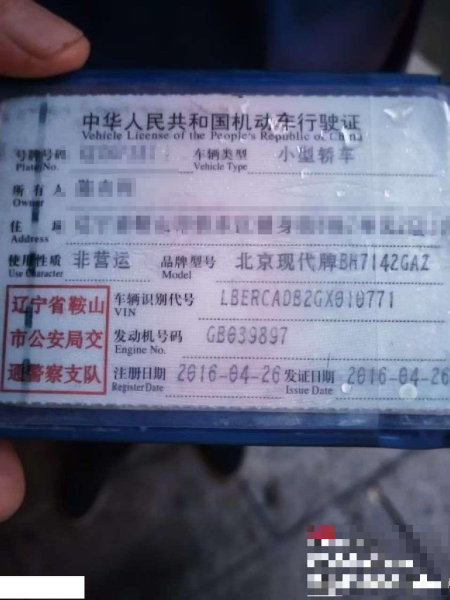 中华人民共和国机动车行驶证
Vehicle License of the People's Republic of China
号牌号码 车辆类型 小型轿车
Plate No. Vehicle Type
所有人
Owner
住 址
Address
使用性质 非营运 品牌型号 北京现代牌BH7142GAZ
Use Character Model
辽宁省鞍山
市公安局交
通警察支队
车辆识别代号 LBERCADB2GX010771
VIN
发动机号码 GB039897
Engine No.
注册日期 2016-04-26 发证日期 2016-04-26
Register Date Issue Date